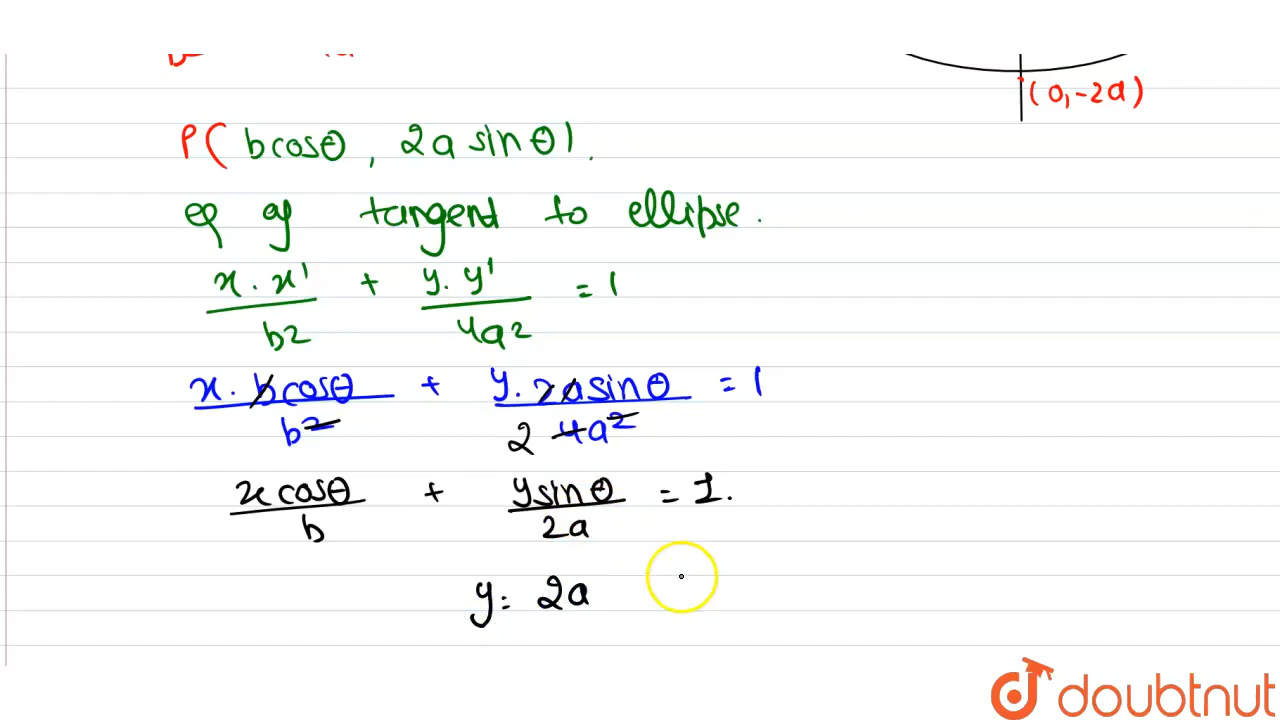 (0,-2a)
P( bcosθ , 2a sinθ).
eq of tangent to ellipse.
x.x' + y.y' = 1
b2 4a2
x.bcosθ + y.2asinθ = 1
b2 2 4a2
xcosθ + ysinθ = 1.
b 2a
y= 2a
doubtnut